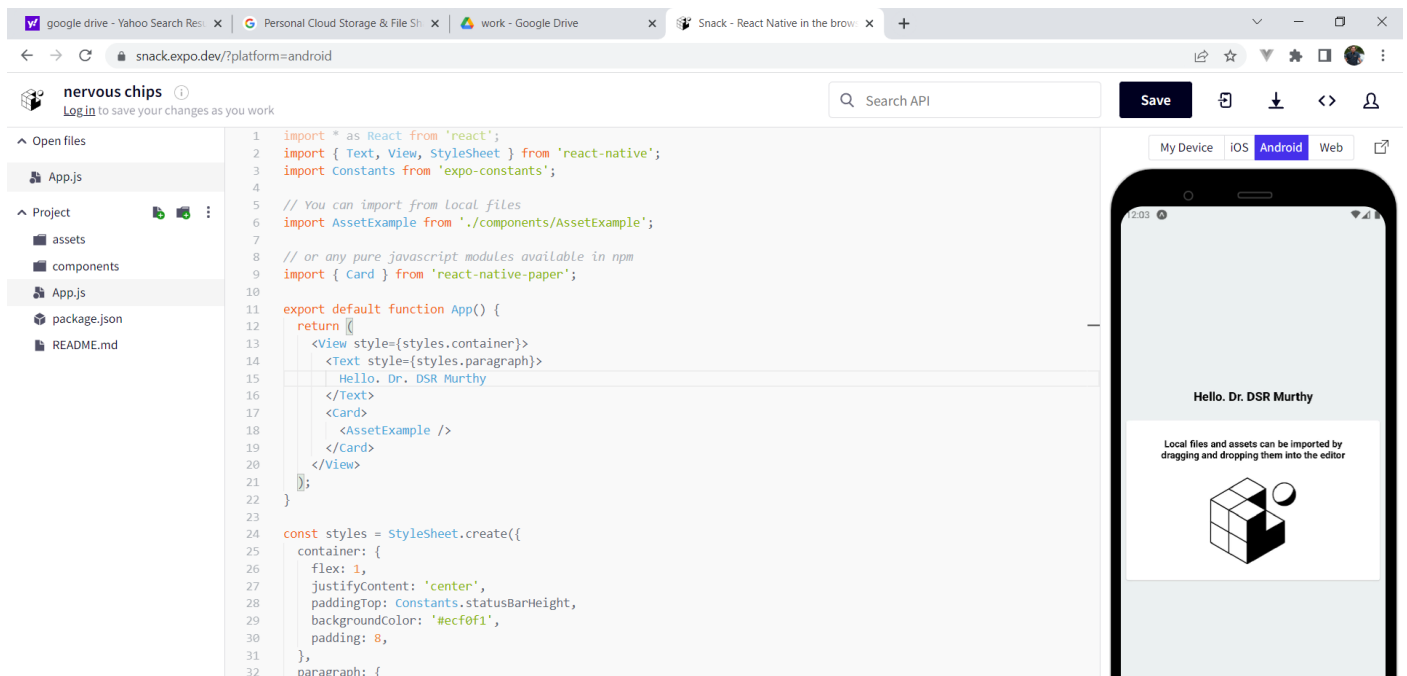 google drive - Yahoo Search Resu
Personal Cloud Storage & File Sh
work - Google Drive
Snack - React Native in the brow
snack.expo.dev/?platform=android
nervous chips
Log in to save your changes as you work
Search API
Save
Open files
App.js
Project
assets
components
App.js
package.json
README.md
1 import * as React from 'react';
2 import { Text, View, StyleSheet } from 'react-native';
3 import Constants from 'expo-constants';
4
5 // You can import from local files
6 import AssetExample from './components/AssetExample';
7
8 // or any pure javascript modules available in npm
9 import { Card } from 'react-native-paper';
10
11 export default function App() {
12 return (
13 <View style={styles.container}>
14 <Text style={styles.paragraph}>
15 Hello. Dr. DSR Murthy
16 </Text>
17 <Card>
18 <AssetExample />
19 </Card>
20 </View>
21 );
22 }
23
24 const styles = StyleSheet.create({
25 container: {
26 flex: 1,
27 justifyContent: 'center',
28 paddingTop: Constants.statusBarHeight,
29 backgroundColor: '#ecf0f1',
30 padding: 8,
31 },
32 paragraph: {
My Device iOS Android Web
12:03
Hello. Dr. DSR Murthy
Local files and assets can be imported by
dragging and dropping them into the editor